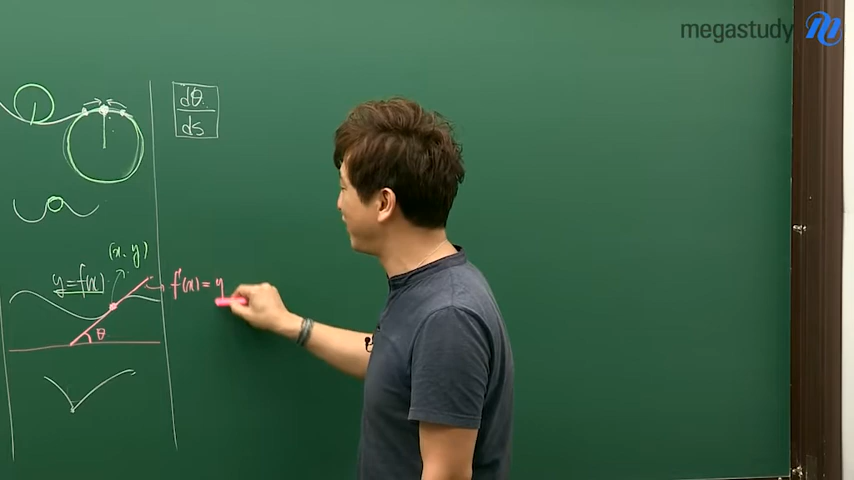 megastudy
dθ
ds
(x, y)
y=f(x)
f'(x) = y
θ